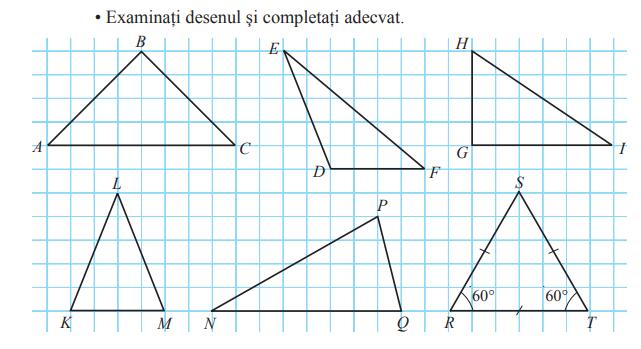 • Examinați desenul și completați adecvat.
B E H
A C D F G I
L P S
60° 60°
K M N Q R T